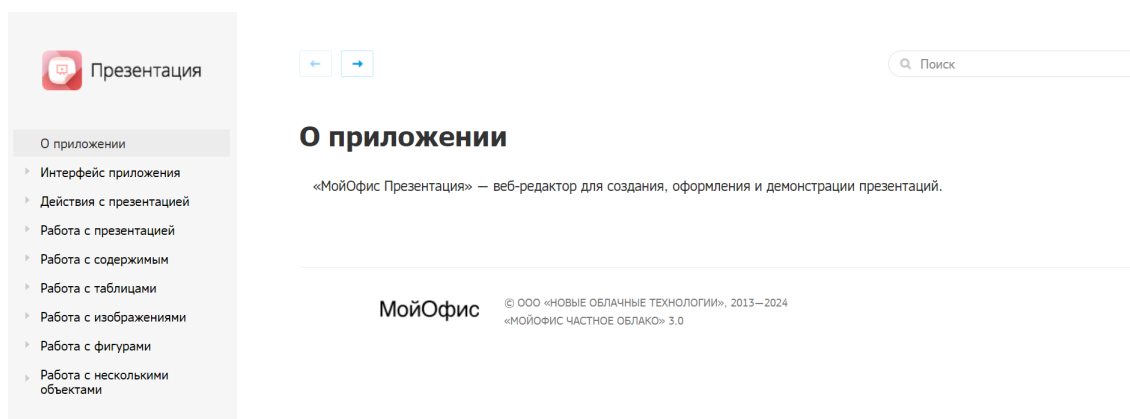 Презентация
О приложении
Интерфейс приложения
Действия с презентацией
Работа с презентацией
Работа с содержимым
Работа с таблицами
Работа с изображениями
Работа с фигурами
Работа с несколькими
объектами
Поиск
О приложении
«МойОфис Презентация» — веб-редактор для создания, оформления и демонстрации презентаций.
МойОфис
© ООО «НОВЫЕ ОБЛАЧНЫЕ ТЕХНОЛОГИИ», 2013—2024
«МОЙОФИС ЧАСТНОЕ ОБЛАКО» 3.0